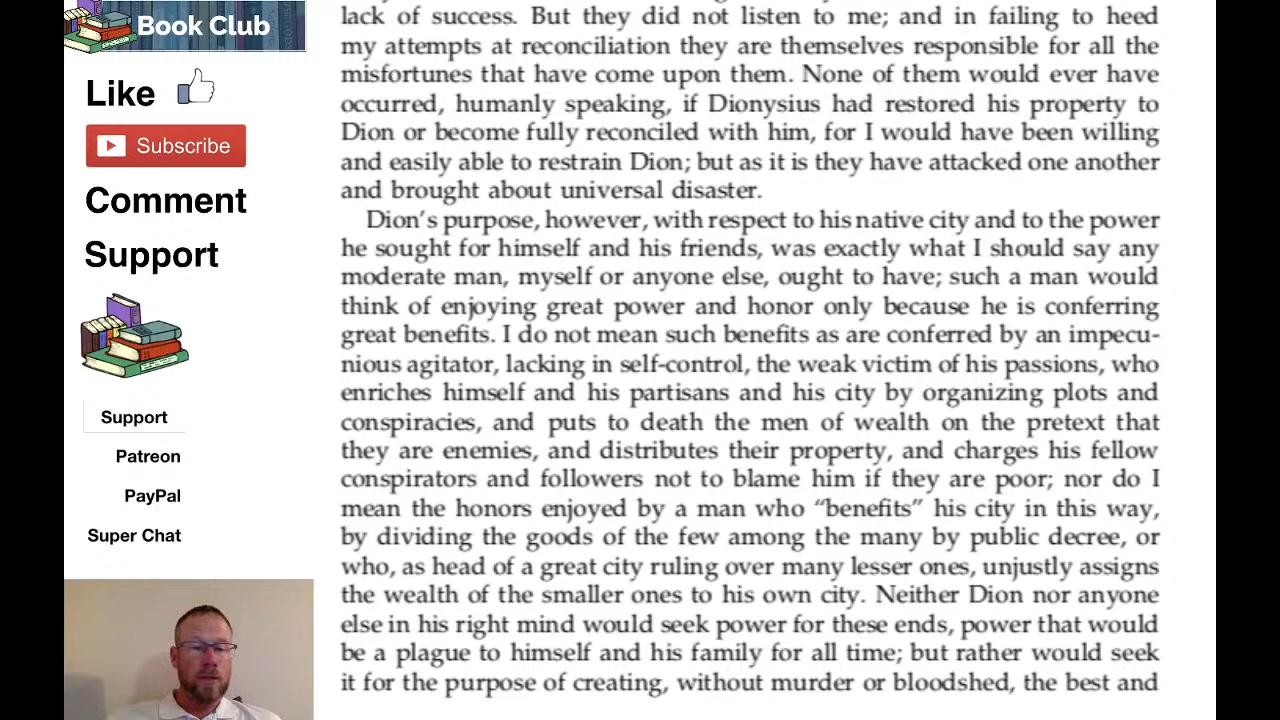 Book Club
Like
Subscribe
Comment
Support
Support
Patreon
PayPal
Super Chat
lack of success. But they did not listen to me; and in failing to heed
my attempts at reconciliation they are themselves responsible for all the
misfortunes that have come upon them. None of them would ever have
occurred, humanly speaking, if Dionysius had restored his property to
Dion or become fully reconciled with him, for I would have been willing
and easily able to restrain Dion; but as it is they have attacked one another
and brought about universal disaster.
Dion’s purpose, however, with respect to his native city and to the power
he sought for himself and his friends, was exactly what I should say any
moderate man, myself or anyone else, ought to have; such a man would
think of enjoying great power and honor only because he is conferring
great benefits. I do not mean such benefits as are conferred by an impecu-
nious agitator, lacking in self-control, the weak victim of his passions, who
enriches himself and his partisans and his city by organizing plots and
conspiracies, and puts to death the men of wealth on the pretext that
they are enemies, and distributes their property, and charges his fellow
conspirators and followers not to blame him if they are poor; nor do I
mean the honors enjoyed by a man who “benefits” his city in this way,
by dividing the goods of the few among the many by public decree, or
who, as head of a great city ruling over many lesser ones, unjustly assigns
the wealth of the smaller ones to his own city. Neither Dion nor anyone
else in his right mind would seek power for these ends, power that would
be a plague to himself and his family for all time; but rather would seek
it for the purpose of creating, without murder or bloodshed, the best and